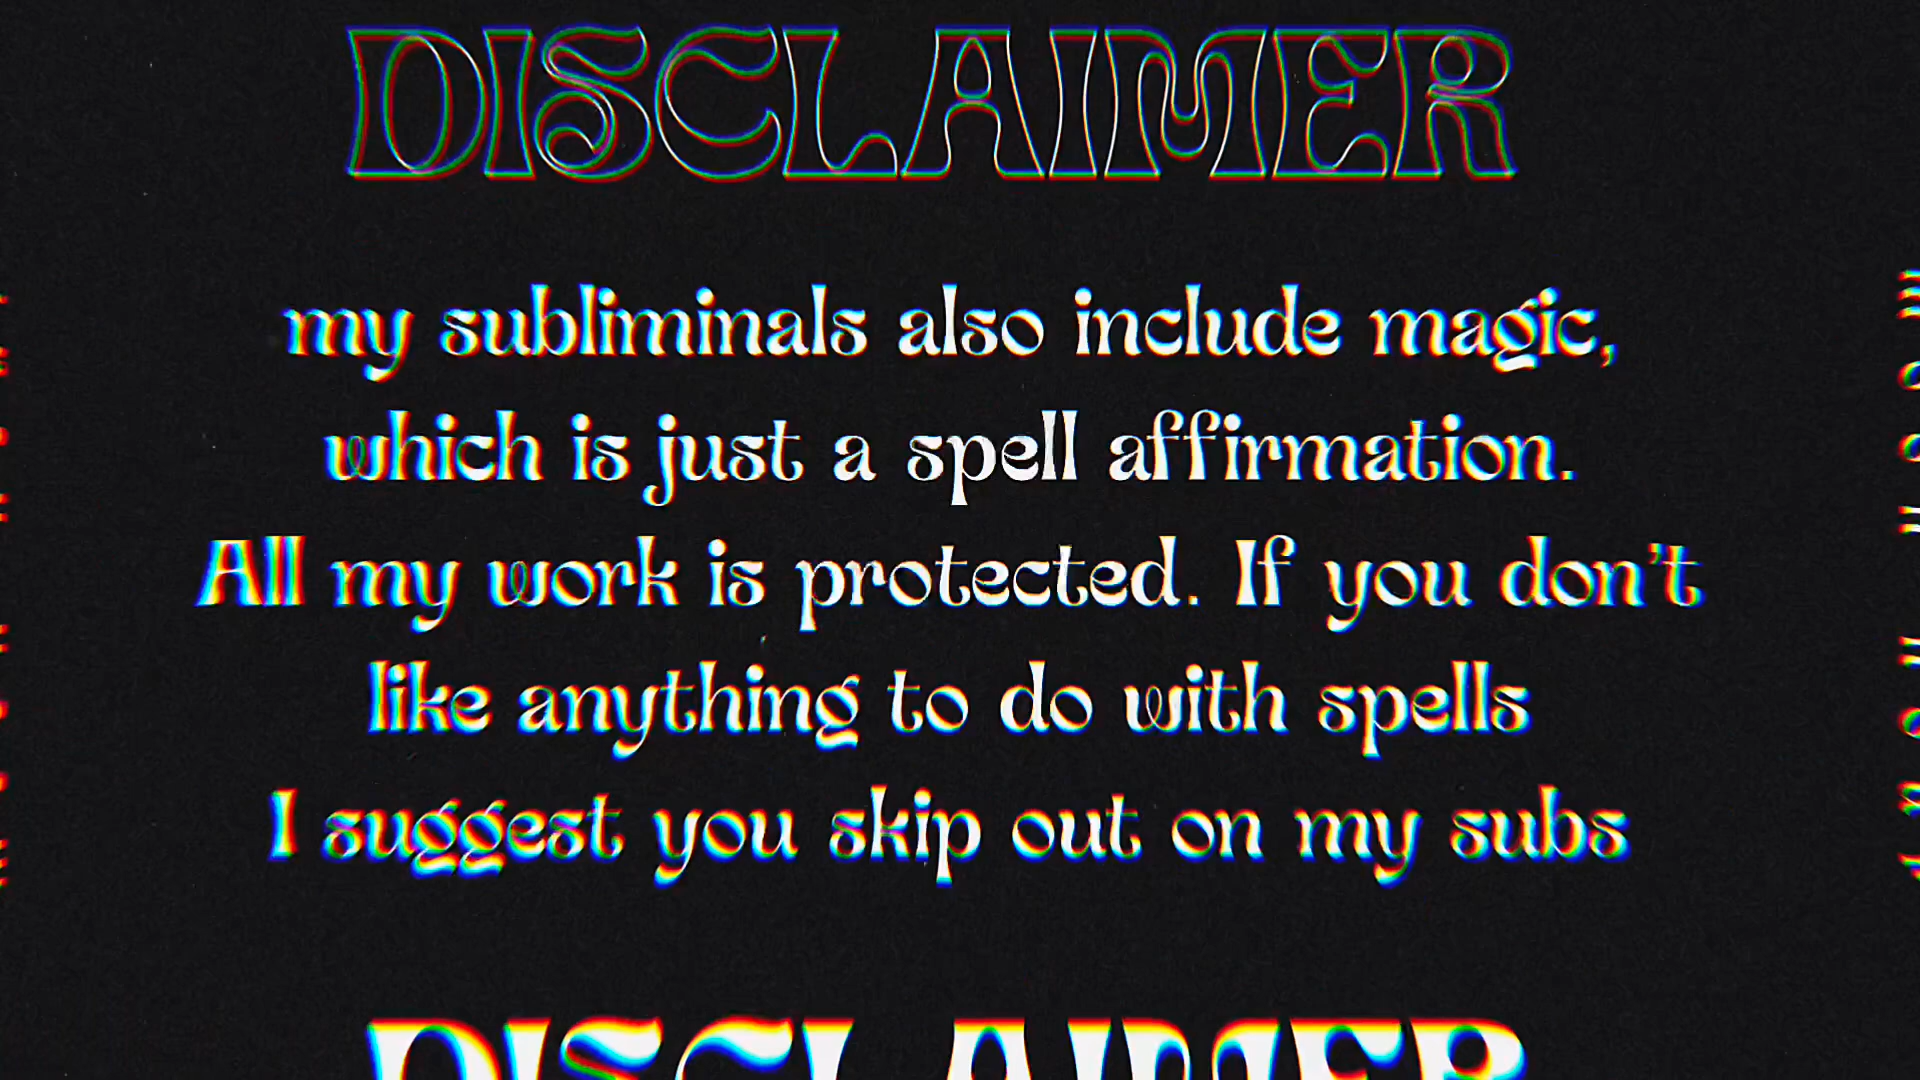 DISCLAIMER
my subliminals also include magic,
which is just a spell affirmation.
All my work is protected. If you don't
like anything to do with spells
I suggest you skip out on my subs
DISCLAIMER